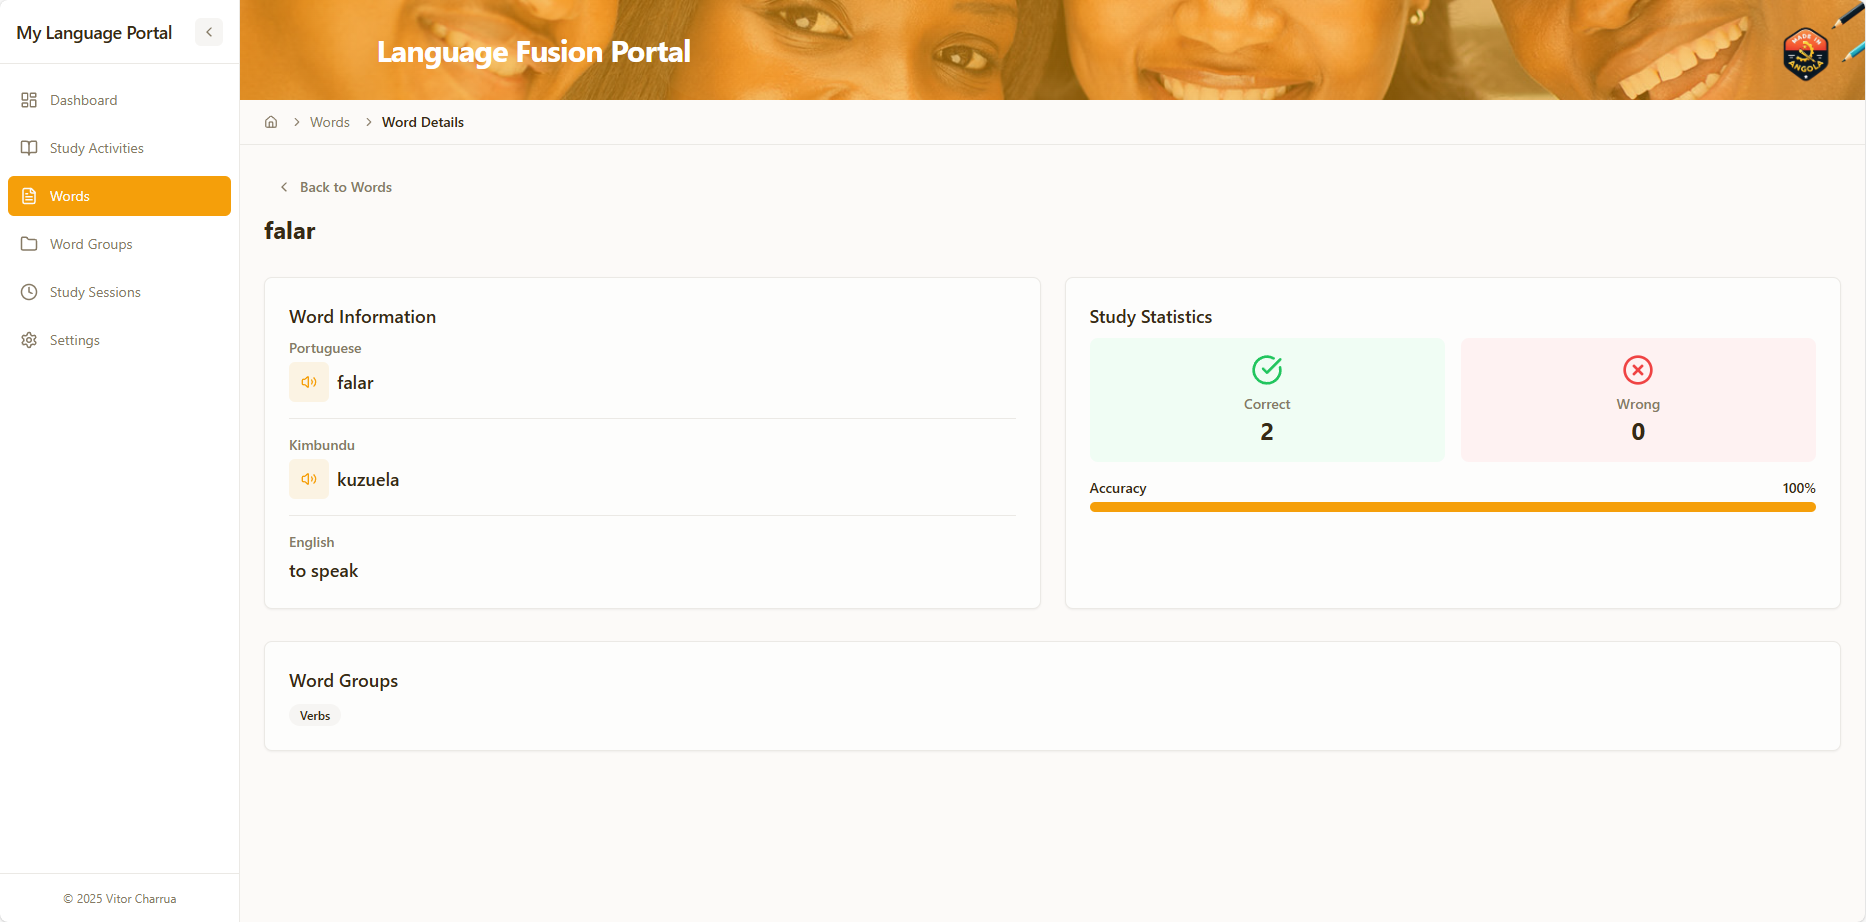 My Language Portal
Dashboard
Study Activities
Words
Word Groups
Study Sessions
Settings
© 2025 Vitor Charrua
Language Fusion Portal
MADE IN
ANGOLA
Words
Word Details
Back to Words
falar
Word Information
Portuguese
falar
Kimbundu
kuzuela
English
to speak
Study Statistics
Correct
2
Wrong
0
Accuracy 100%
Word Groups
Verbs